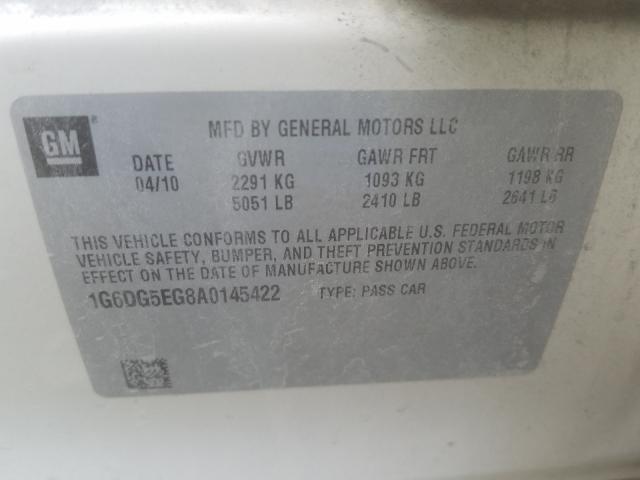 GM®
MFD BY GENERAL MOTORS LLC
DATE GVWR GAWR FRT GAWR RR
04/10 2291 KG 1093 KG 1198 KG
5051 LB 2410 LB 2641 LB
THIS VEHICLE CONFORMS TO ALL APPLICABLE U.S. FEDERAL MOTOR
VEHICLE SAFETY, BUMPER, AND THEFT PREVENTION STANDARDS IN
EFFECT ON THE DATE OF MANUFACTURE SHOWN ABOVE.
1G6DG5EG8A0145422 TYPE: PASS CAR